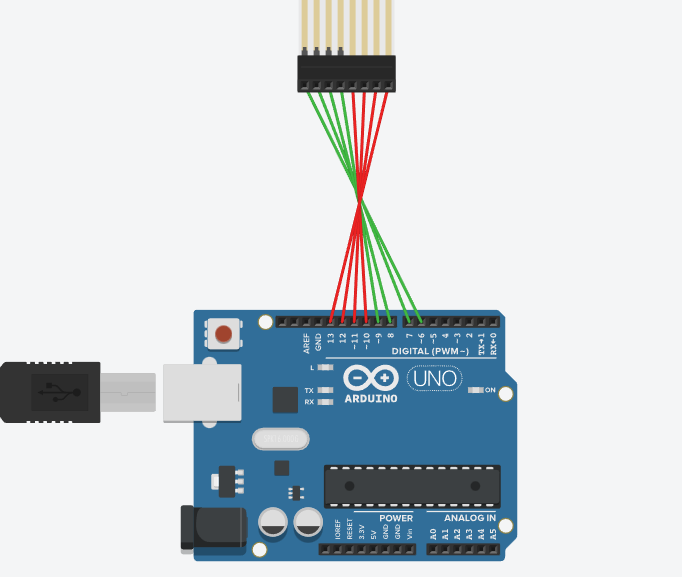 AREF
GND
13
12
~11
~10
~9
8
7
~6
~5
4
~3
2
TX→1
RX←0
DIGITAL (PWM~)
L
TX
RX
UNO
ON
ARDUINO
POWER
ANALOG IN
IOREF
RESET
3.3V
5V
GND
GND
Vin
A0
A1
A2
A3
A4
A5